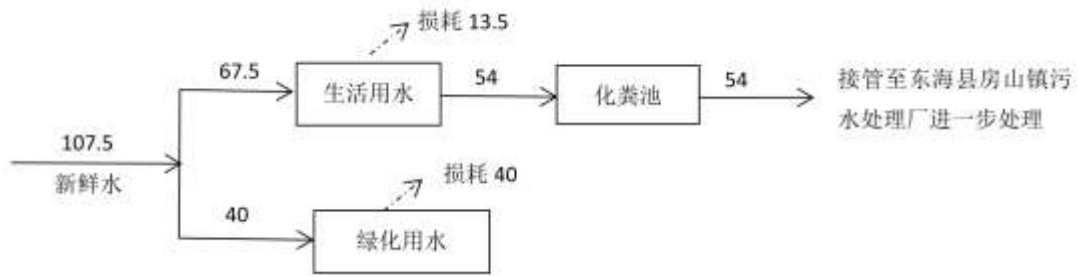 损耗 13.5
67.5
生活用水
54
化粪池
54
接管至东海县房山镇污
水处理厂进一步处理
107.5
新鲜水
损耗 40
40
绿化用水